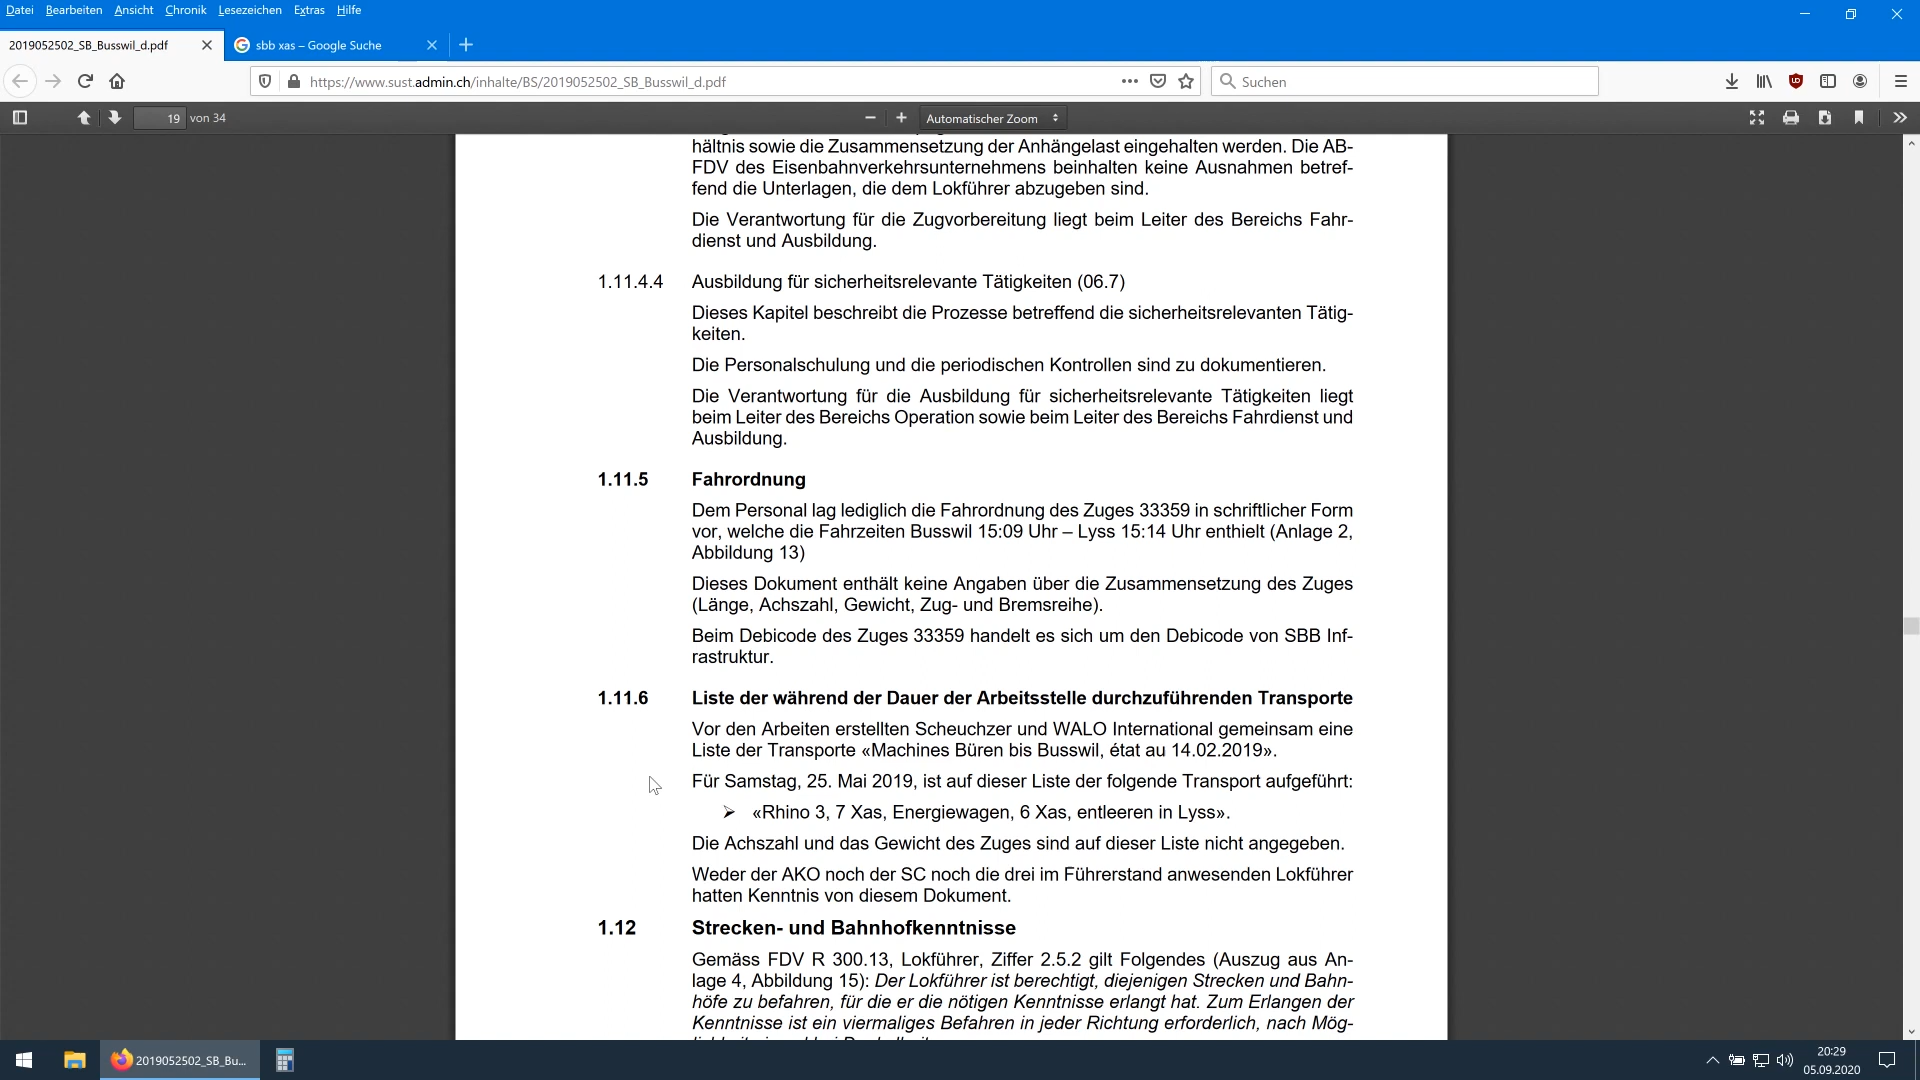 Datei Bearbeiten Ansicht Chronik Lesezeichen Extras Hilfe
2019052502_SB_Busswil_d.pdf
sbb xas – Google Suche
https://www.sust.admin.ch/inhalte/BS/2019052502_SB_Busswil_d.pdf
Suchen
19 von 34
Automatischer Zoom
hältnis sowie die Zusammensetzung der Anhängelast eingehalten werden. Die AB-
FDV des Eisenbahnverkehrsunternehmens beinhalten keine Ausnahmen betref-
fend die Unterlagen, die dem Lokführer abzugeben sind.
Die Verantwortung für die Zugvorbereitung liegt beim Leiter des Bereichs Fahr-
dienst und Ausbildung.
1.11.4.4 Ausbildung für sicherheitsrelevante Tätigkeiten (06.7)
Dieses Kapitel beschreibt die Prozesse betreffend die sicherheitsrelevanten Tätig-
keiten.
Die Personalschulung und die periodischen Kontrollen sind zu dokumentieren.
Die Verantwortung für die Ausbildung für sicherheitsrelevante Tätigkeiten liegt
beim Leiter des Bereichs Operation sowie beim Leiter des Bereichs Fahrdienst und
Ausbildung.
1.11.5 Fahrordnung
Dem Personal lag lediglich die Fahrordnung des Zuges 33359 in schriftlicher Form
vor, welche die Fahrzeiten Busswil 15:09 Uhr – Lyss 15:14 Uhr enthielt (Anlage 2,
Abbildung 13)
Dieses Dokument enthält keine Angaben über die Zusammensetzung des Zuges
(Länge, Achszahl, Gewicht, Zug- und Bremsreihe).
Beim Debicode des Zuges 33359 handelt es sich um den Debicode von SBB Inf-
rastruktur.
1.11.6 Liste der während der Dauer der Arbeitsstelle durchzuführenden Transporte
Vor den Arbeiten erstellten Scheuchzer und WALO International gemeinsam eine
Liste der Transporte «Machines Büren bis Busswil, état au 14.02.2019».
Für Samstag, 25. Mai 2019, ist auf dieser Liste der folgende Transport aufgeführt:
➢ «Rhino 3, 7 Xas, Energiewagen, 6 Xas, entleeren in Lyss».
Die Achszahl und das Gewicht des Zuges sind auf dieser Liste nicht angegeben.
Weder der AKO noch der SC noch die drei im Führerstand anwesenden Lokführer
hatten Kenntnis von diesem Dokument.
1.12 Strecken- und Bahnhofkenntnisse
Gemäss FDV R 300.13, Lokführer, Ziffer 2.5.2 gilt Folgendes (Auszug aus An-
lage 4, Abbildung 15): Der Lokführer ist berechtigt, diejenigen Strecken und Bahn-
höfe zu befahren, für die er die nötigen Kenntnisse erlangt hat. Zum Erlangen der
Kenntnisse ist ein viermaliges Befahren in jeder Richtung erforderlich, nach Mög-
2019052502_SB_Bu...
20:29
05.09.2020